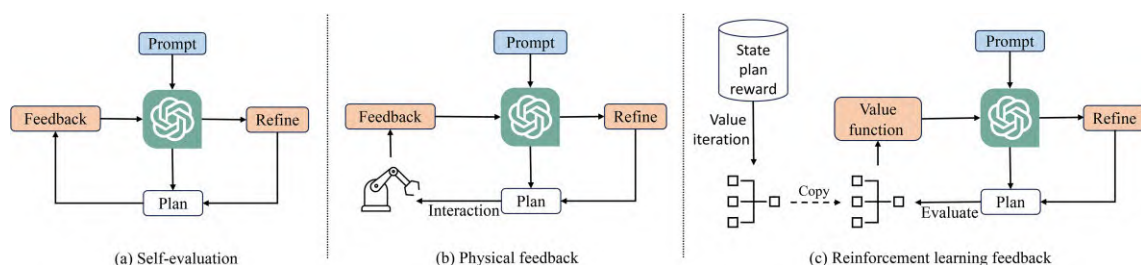 Prompt
Feedback
Refine
Plan
(a) Self-evaluation
Prompt
Feedback
Refine
Interaction
Plan
(b) Physical feedback
State
plan
reward
Value
iteration
Copy
Prompt
Value
function
Refine
Evaluate
Plan
(c) Reinforcement learning feedback